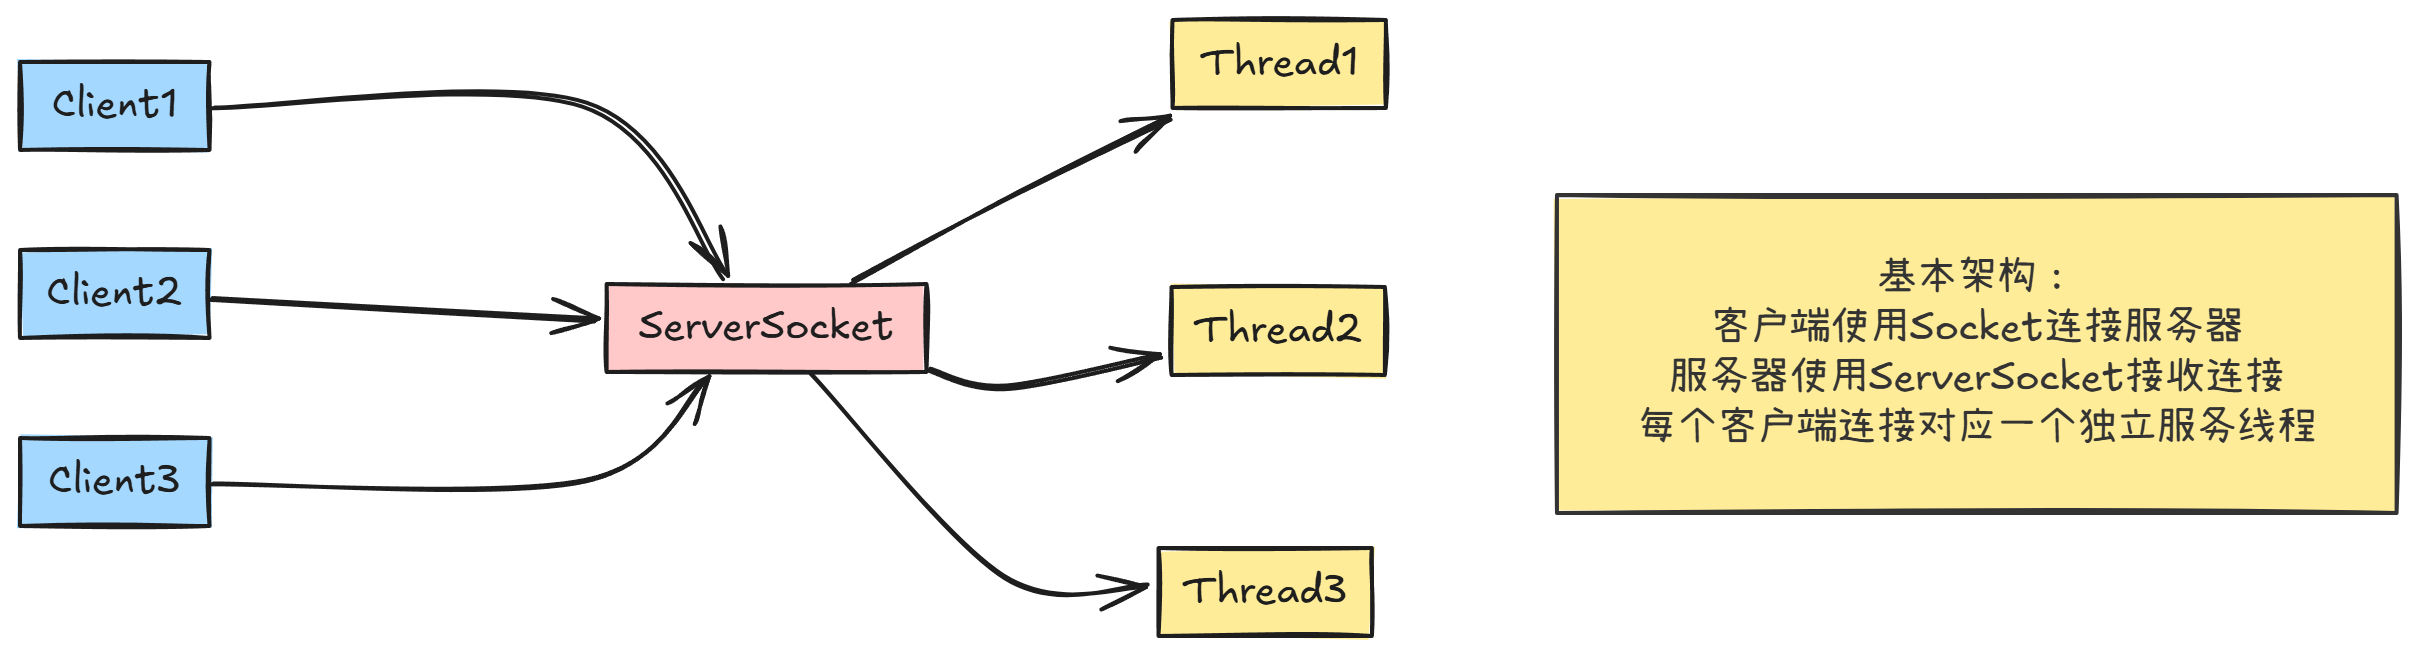 Client1
Client2
Client3
ServerSocket
Thread1
Thread2
Thread3
基本架构：
客户端使用Socket连接服务器
服务器使用ServerSocket接收连接
每个客户端连接对应一个独立服务线程